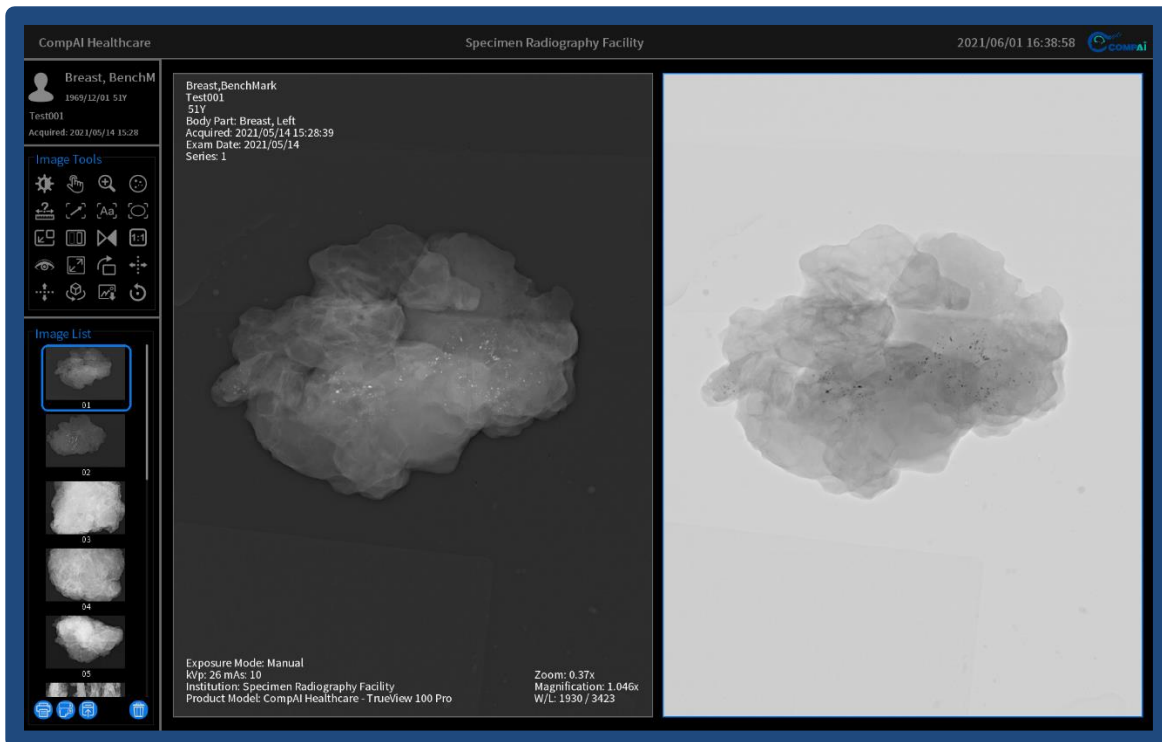 CompAI Healthcare
Specimen Radiography Facility
2021/06/01 16:38:58
COMPAi
Breast, BenchM
1969/12/01 51Y
Test001
Acquired: 2021/05/14 15:28
Image Tools
?
Aa
1:1
Image List
01
02
03
04
05
Breast,BenchMark
Test001
51Y
Body Part: Breast, Left
Acquired: 2021/05/14 15:28:39
Exam Date: 2021/05/14
Series: 1
Exposure Mode: Manual
kVp: 26 mAs: 10
Institution: Specimen Radiography Facility
Product Model: CompAI Healthcare - TrueView 100 Pro
Zoom: 0.37x
Magnification: 1.046x
W/L: 1930 / 3423